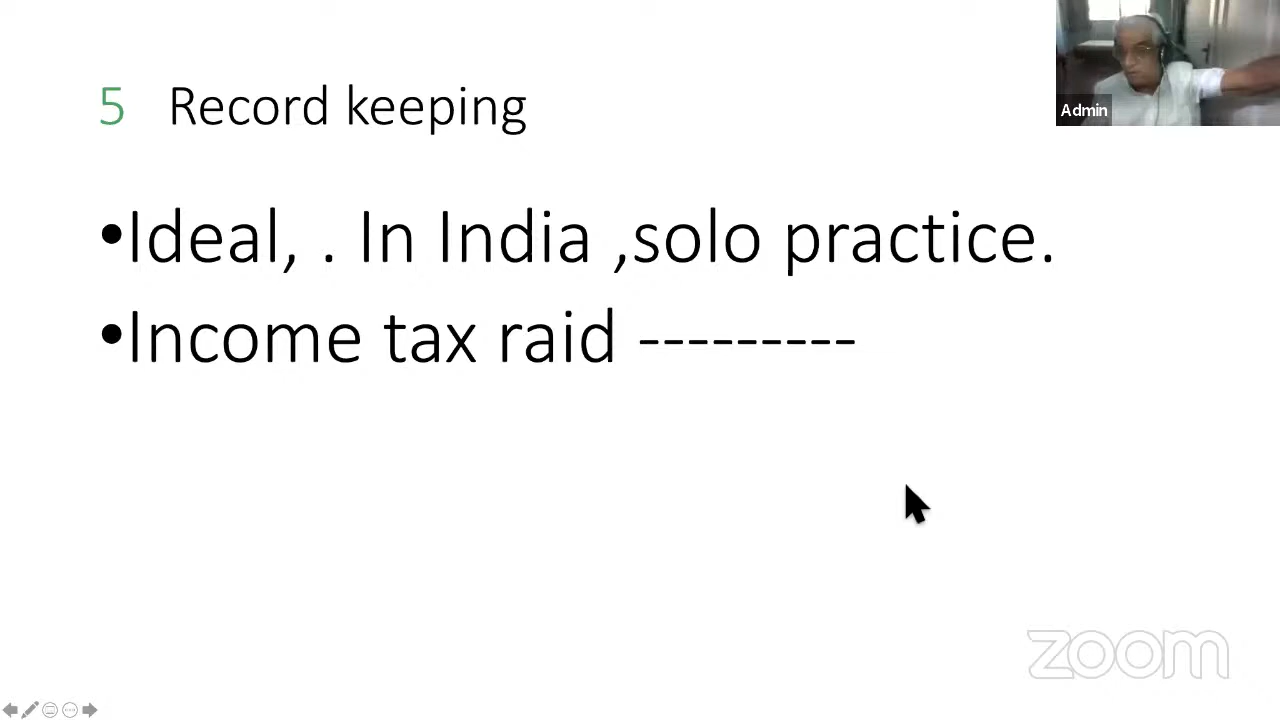 5 Record keeping
Admin
•Ideal, . In India ,solo practice.
•Income tax raid ---------
zoom